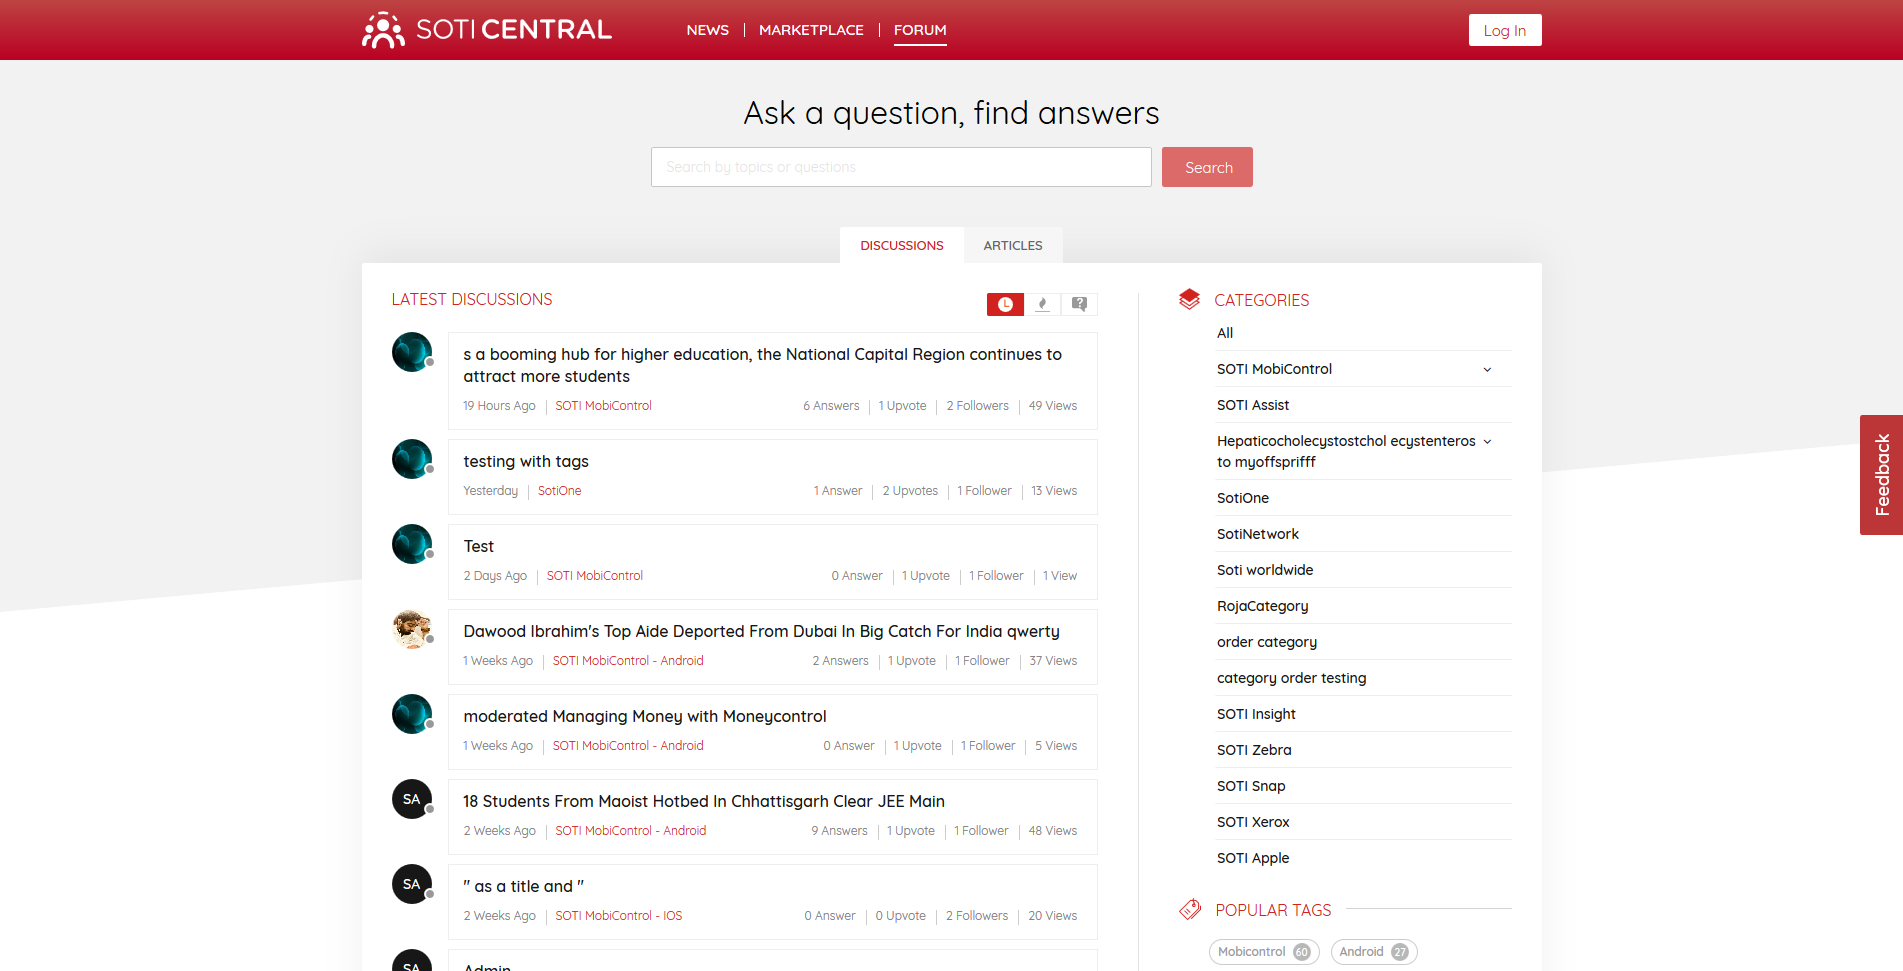 SOTI CENTRAL
NEWS
MARKETPLACE
FORUM
Log In
Ask a question, find answers
Search by topics or questions
Search
DISCUSSIONS
ARTICLES
LATEST DISCUSSIONS
s a booming hub for higher education, the National Capital Region continues to
attract more students
19 Hours Ago SOTI MobiControl 6 Answers 1 Upvote 2 Followers 49 Views
testing with tags
Yesterday SotiOne 1 Answer 2 Upvotes 1 Follower 13 Views
Test
2 Days Ago SOTI MobiControl 0 Answer 1 Upvote 1 Follower 1 View
Dawood Ibrahim's Top Aide Deported From Dubai In Big Catch For India qwerty
1 Weeks Ago SOTI MobiControl - Android 2 Answers 1 Upvote 1 Follower 37 Views
moderated Managing Money with Moneycontrol
1 Weeks Ago SOTI MobiControl - Android 0 Answer 1 Upvote 1 Follower 5 Views
SA
18 Students From Maoist Hotbed In Chhattisgarh Clear JEE Main
2 Weeks Ago SOTI MobiControl - Android 9 Answers 1 Upvote 1 Follower 48 Views
SA
" as a title and "
2 Weeks Ago SOTI MobiControl - IOS 0 Answer 0 Upvote 2 Followers 20 Views
SA
Admin
CATEGORIES
All
SOTI MobiControl
SOTI Assist
Hepaticocholecystostchol ecystenteros
to myoffsprifff
SotiOne
SotiNetwork
Soti worldwide
RojaCategory
order category
category order testing
SOTI Insight
SOTI Zebra
SOTI Snap
SOTI Xerox
SOTI Apple
POPULAR TAGS
Mobicontrol 60
Android 27
Feedback